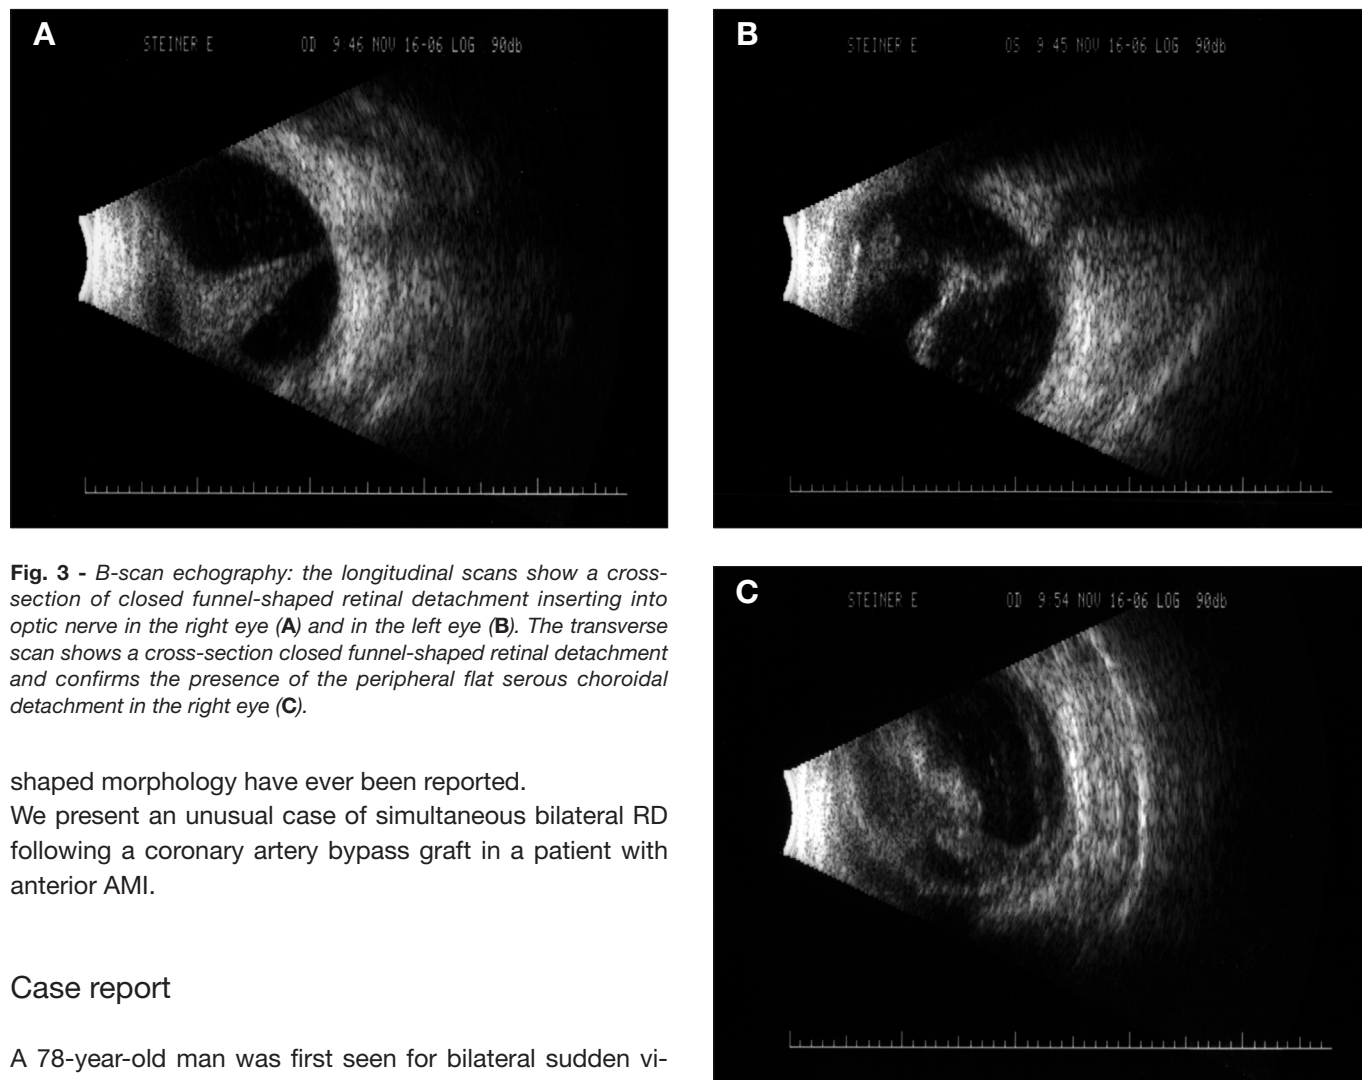 A
STEINER E OD 9:46 NOV 16-06 LOG 90db
B
STEINER E OS 9 45 NOV 16-06 LOG 90db
Fig. 3 - B-scan echography: the longitudinal scans show a cross-
section of closed funnel-shaped retinal detachment inserting into
optic nerve in the right eye (A) and in the left eye (B). The transverse
scan shows a cross-section closed funnel-shaped retinal detachment
and confirms the presence of the peripheral flat serous choroidal
detachment in the right eye (C).
C
STEINER E OD 9:54 NOV 16-06 LOG 90db
shaped morphology have ever been reported.
We present an unusual case of simultaneous bilateral RD
following a coronary artery bypass graft in a patient with
anterior AMI.
Case report
A 78-year-old man was first seen for bilateral sudden vi-